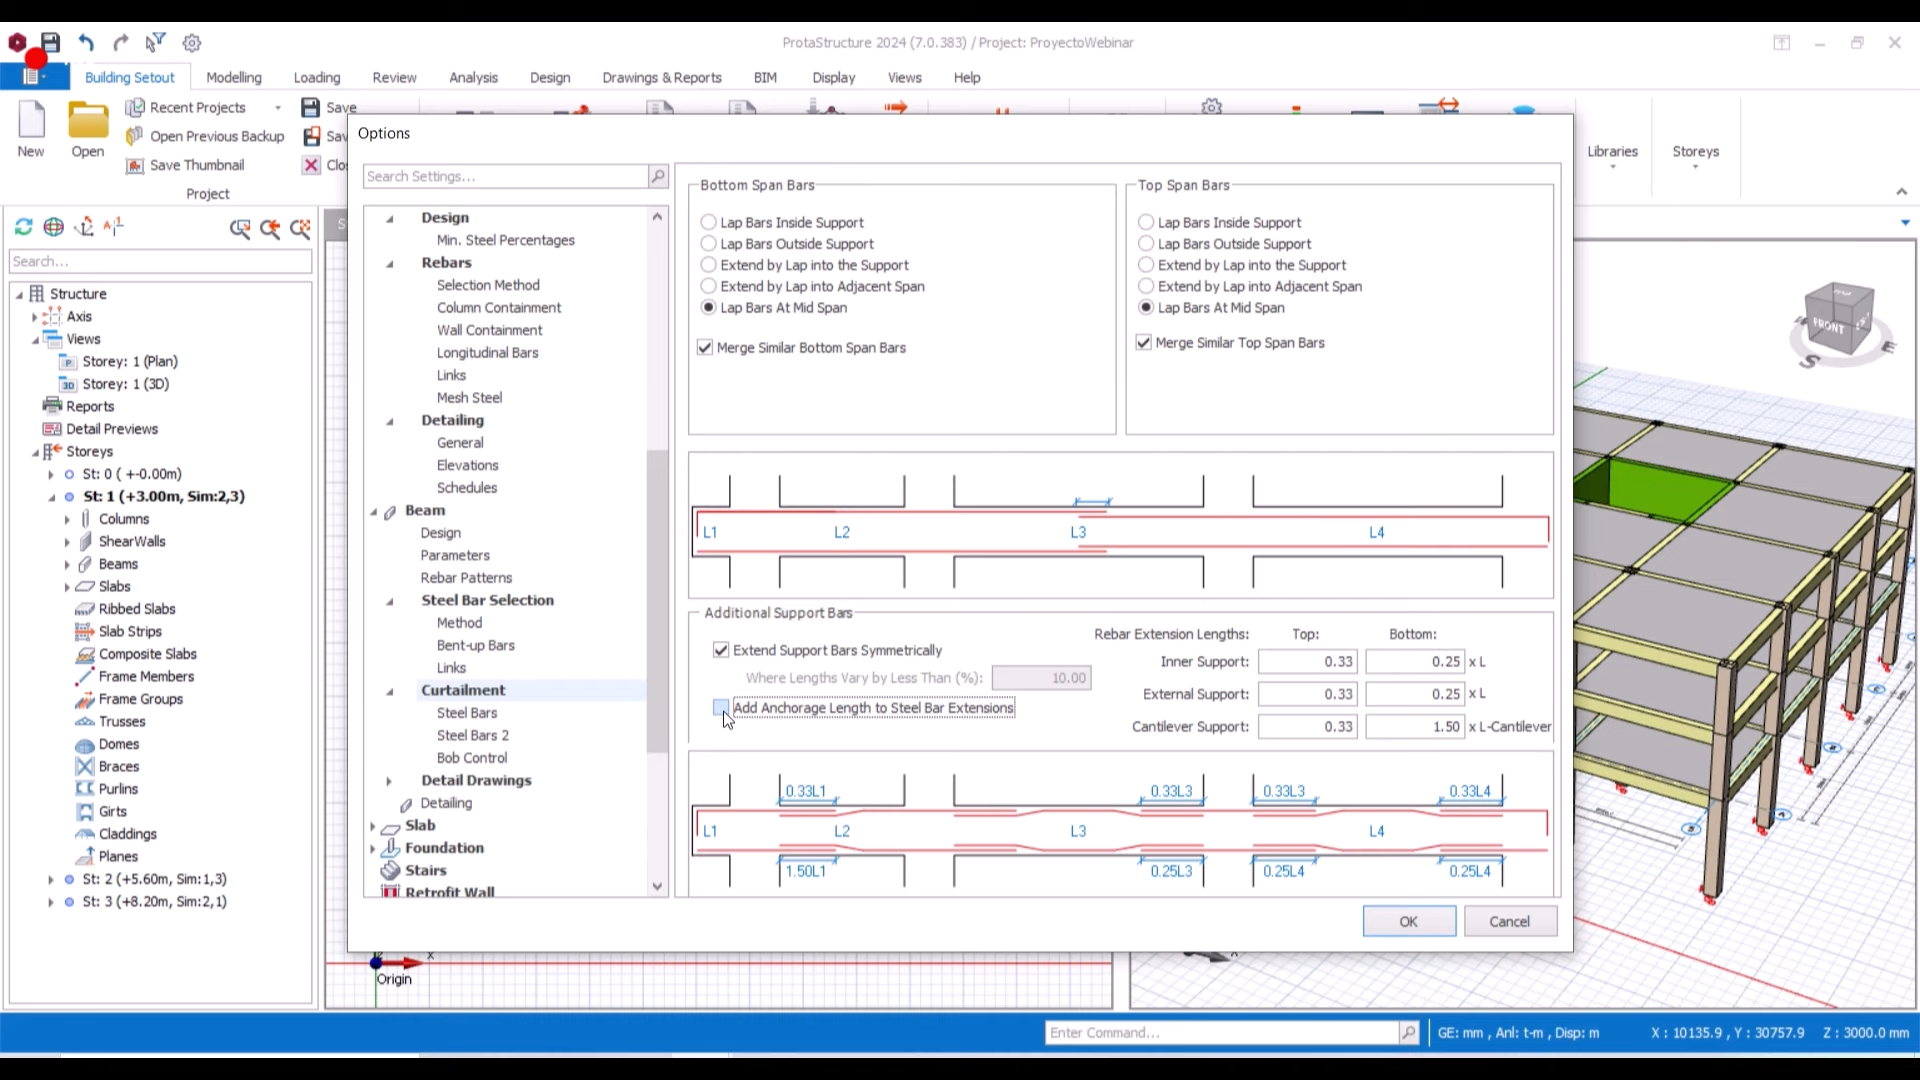 ProtaStructure 2024 (7.0.383) / Project: ProyectoWebinar
Building Setout
Modelling
Loading
Review
Analysis
Design
Drawings & Reports
BIM
Display
Views
Help
New
Open
Recent Projects
Open Previous Backup
Save Thumbnail
Save
Project
Libraries
Storeys
Search...
Structure
Axis
Views
Storey: 1 (Plan)
Storey: 1 (3D)
Reports
Detail Previews
Storeys
St: 0 ( +-0.00m)
St: 1 (+3.00m, Sim:2,3)
Columns
ShearWalls
Beams
Slabs
Ribbed Slabs
Slab Strips
Composite Slabs
Frame Members
Frame Groups
Trusses
Domes
Braces
Purlins
Girts
Claddings
Planes
St: 2 (+5.60m, Sim:1,3)
St: 3 (+8.20m, Sim:2,1)
Options
Search Settings...
Design
Min. Steel Percentages
Rebars
Selection Method
Column Containment
Wall Containment
Longitudinal Bars
Links
Mesh Steel
Detailing
General
Elevations
Schedules
Beam
Design
Parameters
Rebar Patterns
Steel Bar Selection
Method
Bent-up Bars
Links
Curtailment
Steel Bars
Steel Bars 2
Bob Control
Detail Drawings
Detailing
Slab
Foundation
Stairs
Retrofit Wall
Bottom Span Bars
Lap Bars Inside Support
Lap Bars Outside Support
Extend by Lap into the Support
Extend by Lap into Adjacent Span
Lap Bars At Mid Span
Merge Similar Bottom Span Bars
Top Span Bars
Lap Bars Inside Support
Lap Bars Outside Support
Extend by Lap into the Support
Extend by Lap into Adjacent Span
Lap Bars At Mid Span
Merge Similar Top Span Bars
L1 L2 L3 L4
Additional Support Bars
Extend Support Bars Symmetrically
Where Lengths Vary by Less Than (%): 10.00
Add Anchorage Length to Steel Bar Extensions
Rebar Extension Lengths: Top: Bottom:
Inner Support: 0.33 0.25 x L
External Support: 0.33 0.25 x L
Cantilever Support: 0.33 1.50 x L-Cantilever
0.33L1 0.33L3 0.33L3 0.33L4
L1 L2 L3 L4
1.50L1 0.25L3 0.25L4 0.25L4
OK
Cancel
X
Origin
FRONT
S
E
Enter Command...
GE: mm , Anl: t-m , Disp: m
X : 10135.9 , Y : 30757.9
Z : 3000.0 mm